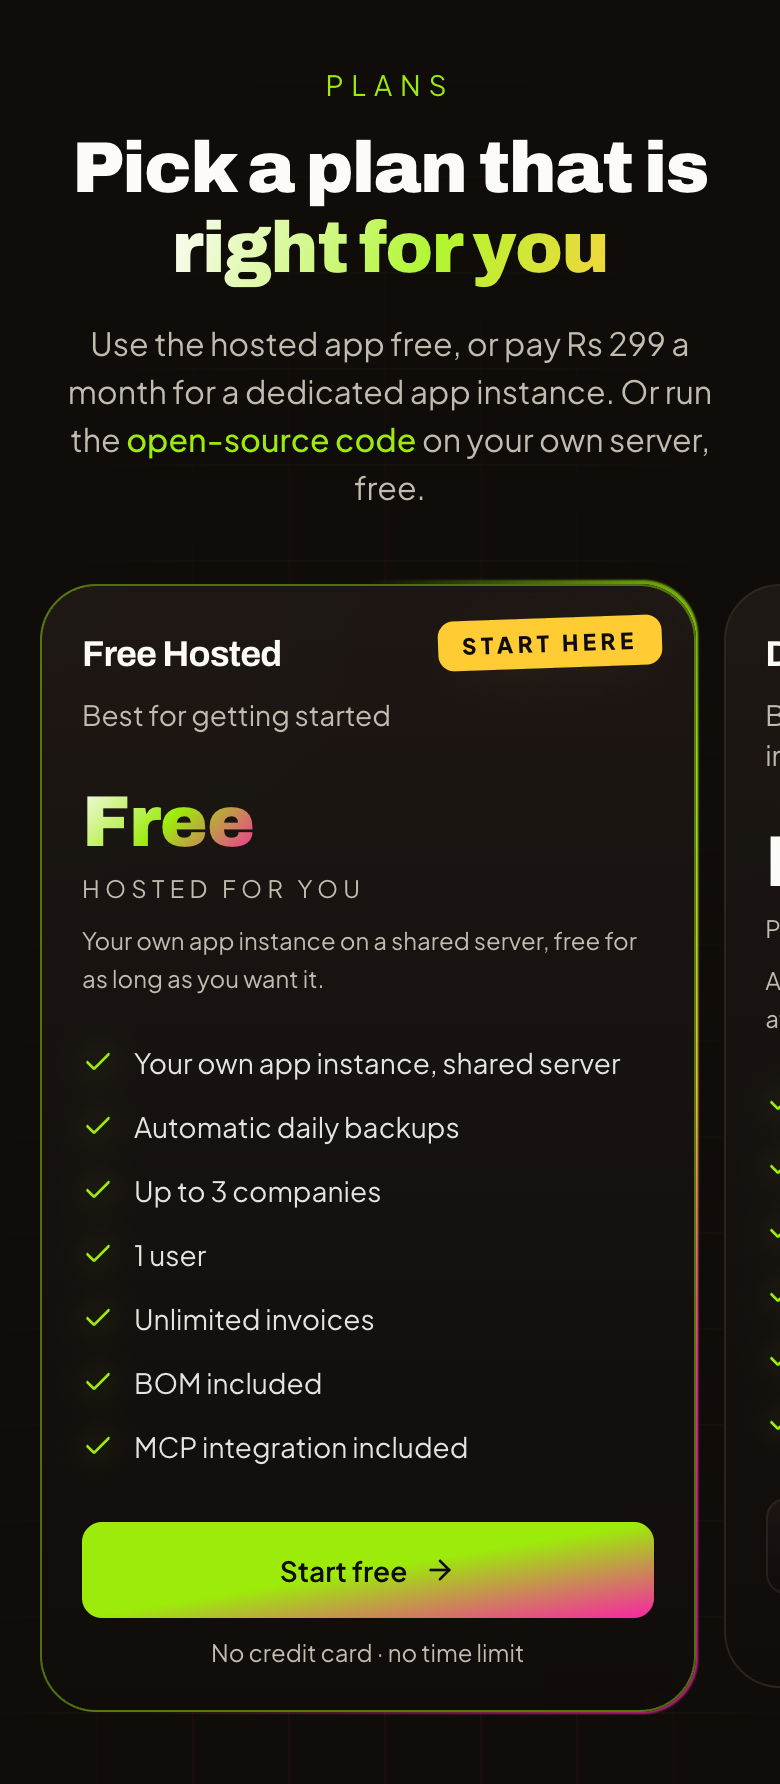 PLANS
Pick a plan that is
right for you
Use the hosted app free, or pay Rs 299 a
month for a dedicated app instance. Or run
the open-source code on your own server,
free.
Free Hosted
START HERE
Best for getting started
Free
HOSTED FOR YOU
Your own app instance on a shared server, free for
as long as you want it.
Your own app instance, shared server
Automatic daily backups
Up to 3 companies
1 user
Unlimited invoices
BOM included
MCP integration included
Start free
No credit card · no time limit